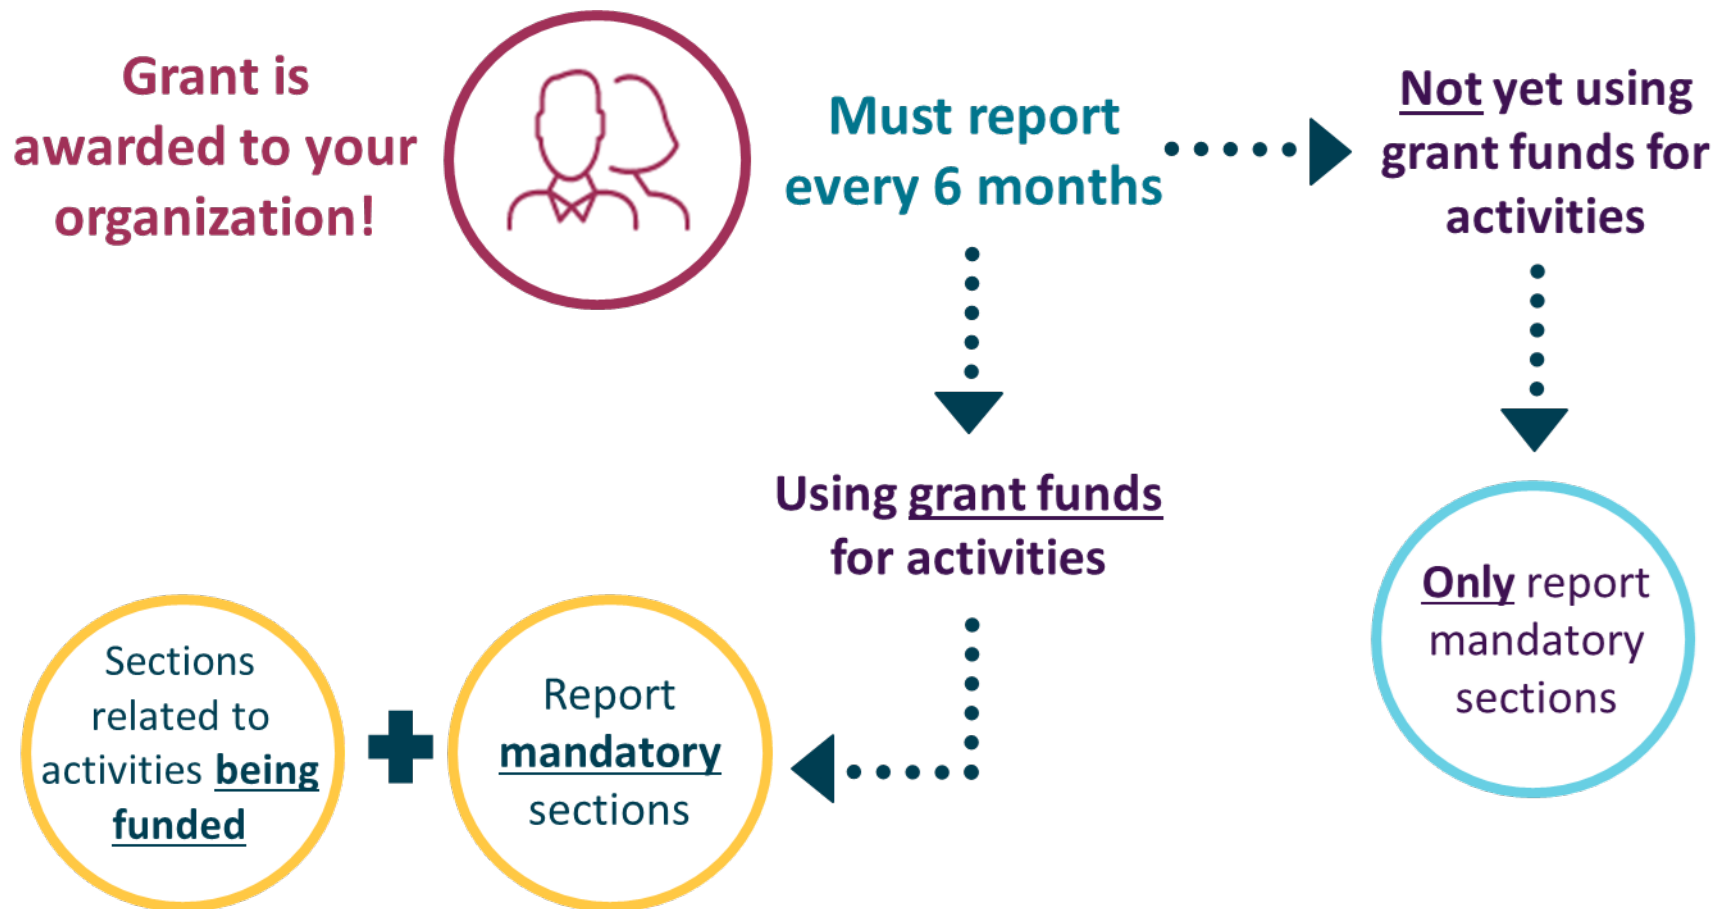 Grant is
awarded to your
organization!
Must report
every 6 months
Not yet using
grant funds for
activities
Using grant funds
for activities
Only report
mandatory
sections
Sections
related to
activities being
funded
Report
mandatory
sections